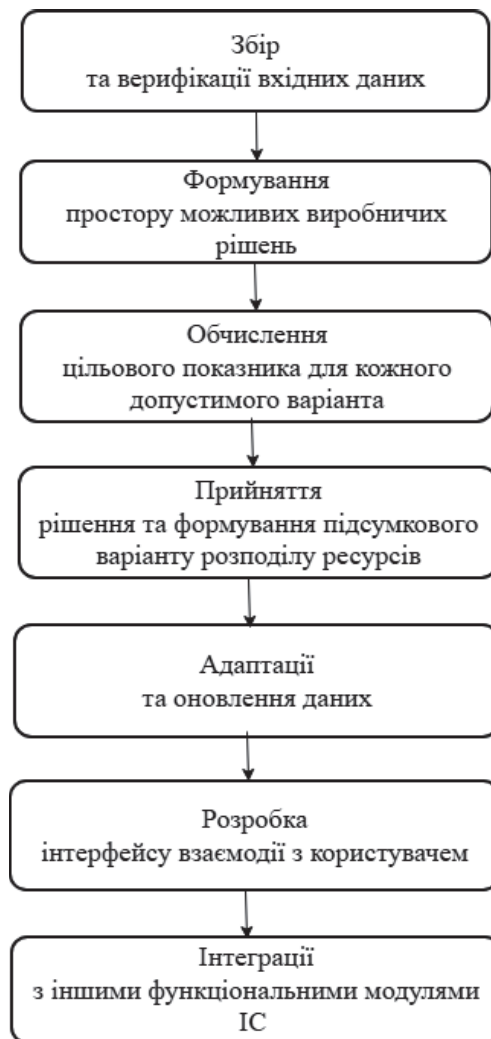 Збір
та верифікації вхідних даних
Формування
простору можливих виробничих
рішень
Обчислення
цільового показника для кожного
допустимого варіанта
Прийняття
рішення та формування підсумкового
варіанту розподілу ресурсів
Адаптації
та оновлення даних
Розробка
інтерфейсу взаємодії з користувачем
Інтеграції
з іншими функціональними модулями
ІС